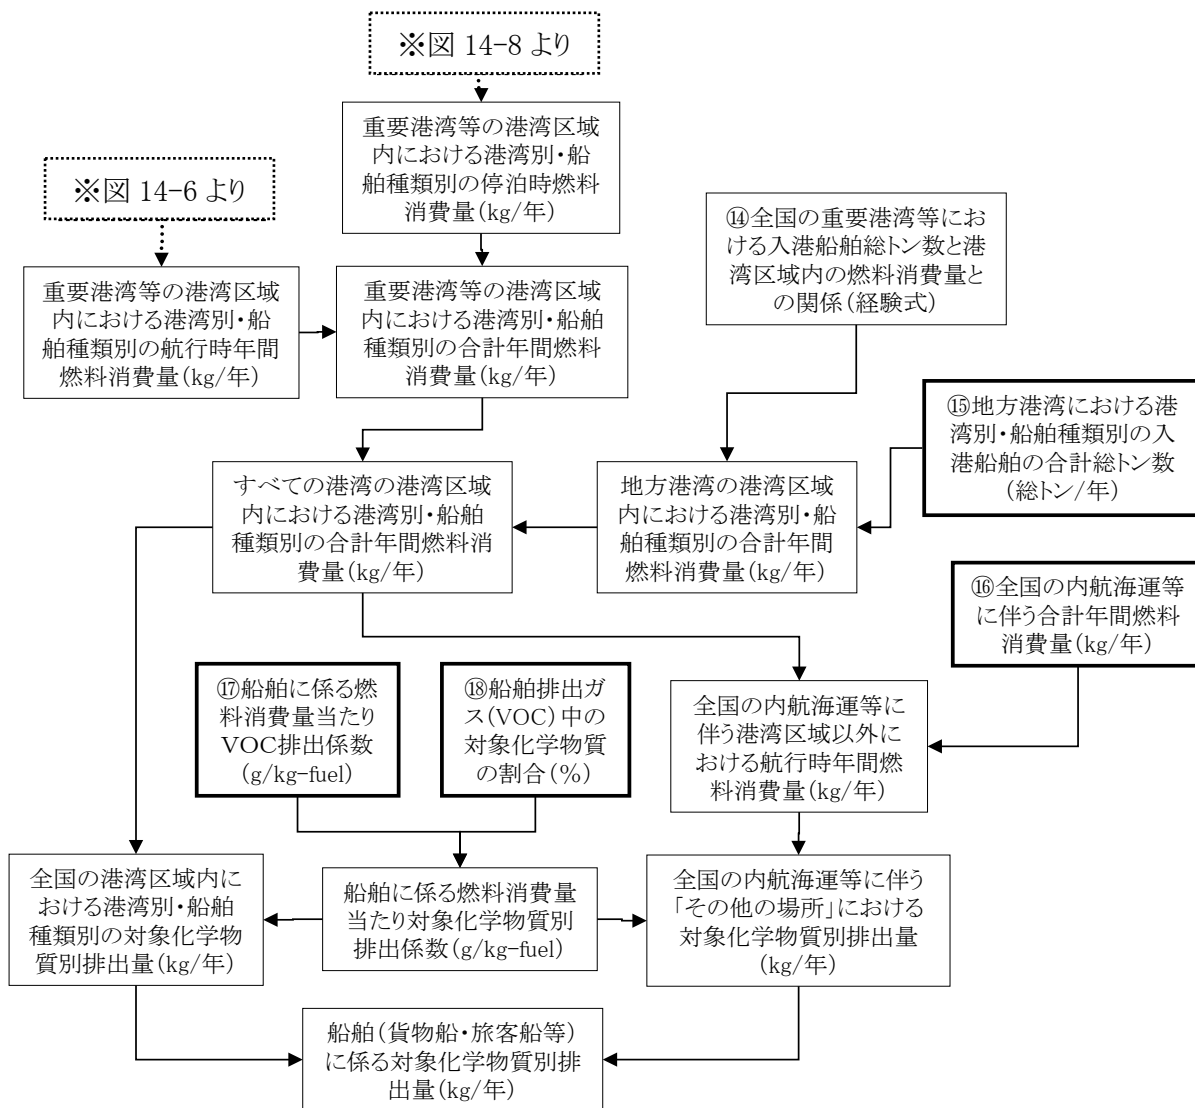 ※図 14-8 より
重要港湾等の港湾区域
内における港湾別・船
舶種類別の停泊時燃料
消費量(kg/年)
※図 14-6 より
⑭全国の重要港湾等にお
ける入港船舶総トン数と港
湾区域内の燃料消費量と
の関係(経験式)
重要港湾等の港湾区域
内における港湾別・船
舶種類別の航行時年間
燃料消費量(kg/年)
重要港湾等の港湾区域
内における港湾別・船舶
種類別の合計年間燃料
消費量(kg/年)
⑮地方港湾における港
湾別・船舶種類別の入
港船舶の合計総トン数
(総トン/年)
すべての港湾の港湾区域
内における港湾別・船舶
種類別の合計年間燃料消
費量(kg/年)
地方港湾の港湾区域
内における港湾別・船
舶種類別の合計年間
燃料消費量(kg/年)
⑯全国の内航海運等
に伴う合計年間燃料
消費量(kg/年)
⑰船舶に係る燃
料消費量当たり
VOC排出係数
(g/kg-fuel)
⑱船舶排出ガ
ス(VOC)中の
対象化学物質
の割合(%)
全国の内航海運等に
伴う港湾区域以外に
おける航行時年間燃
料消費量(kg/年)
全国の港湾区域内に
おける港湾別・船舶
種類別の対象化学物
質別排出量(kg/年)
船舶に係る燃料消費量
当たり対象化学物質別
排出係数(g/kg-fuel)
全国の内航海運等に伴う
「その他の場所」における
対象化学物質別排出量
(kg/年)
船舶(貨物船・旅客船等)
に係る対象化学物質別排
出量(kg/年)